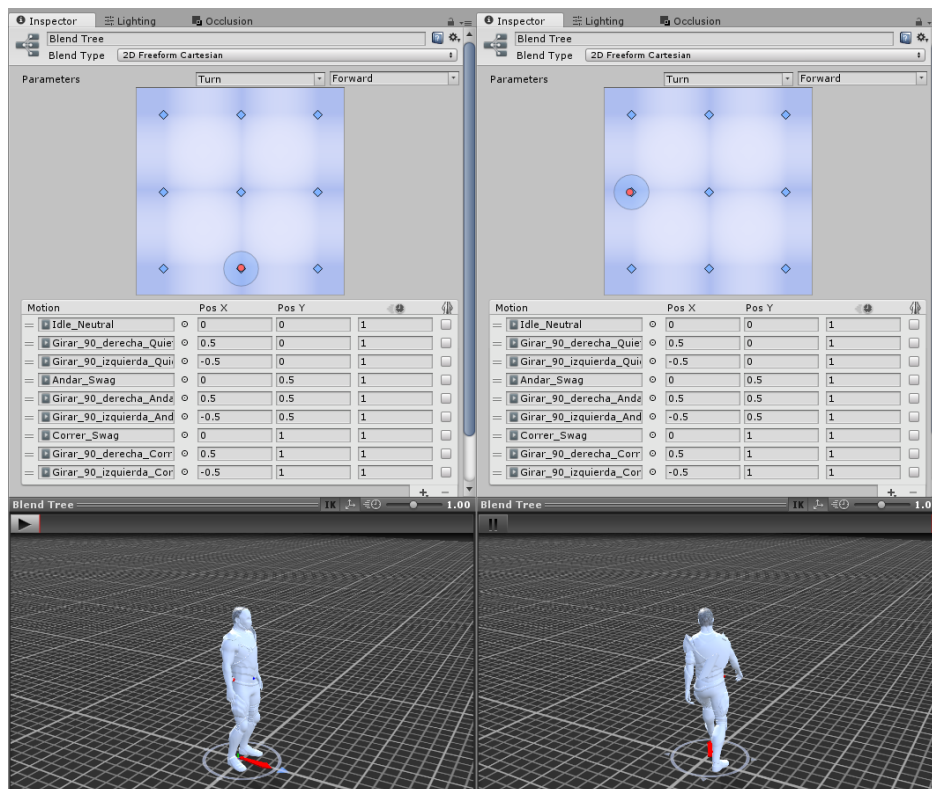 Inspector Lighting Occlusion
Blend Tree
Blend Type 2D Freeform Cartesian
Parameters Turn Forward
Motion Pos X Pos Y
Idle_Neutral 0 0 1
Girar_90_derecha_Quie 0.5 0 1
Girar_90_izquierda_Qui -0.5 0 1
Andar_Swag 0 0.5 1
Girar_90_derecha_Anda 0.5 0.5 1
Girar_90_izquierda_And -0.5 0.5 1
Correr_Swag 0 1 1
Girar_90_derecha_Corr 0.5 1 1
Girar_90_izquierda_Cor -0.5 1 1
Blend Tree IK 1.00
Inspector Lighting Occlusion
Blend Tree
Blend Type 2D Freeform Cartesian
Parameters Turn Forward
Motion Pos X Pos Y
Idle_Neutral 0 0 1
Girar_90_derecha_Quie 0.5 0 1
Girar_90_izquierda_Qui -0.5 0 1
Andar_Swag 0 0.5 1
Girar_90_derecha_Anda 0.5 0.5 1
Girar_90_izquierda_And -0.5 0.5 1
Correr_Swag 0 1 1
Girar_90_derecha_Corr 0.5 1 1
Girar_90_izquierda_Cor -0.5 1 1
Blend Tree IK 1.00